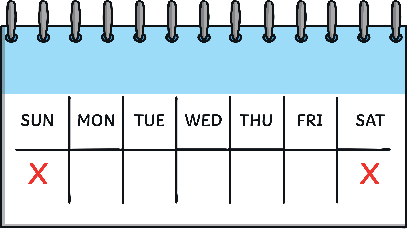 SUN MON TUE WED THU FRI SAT
X X